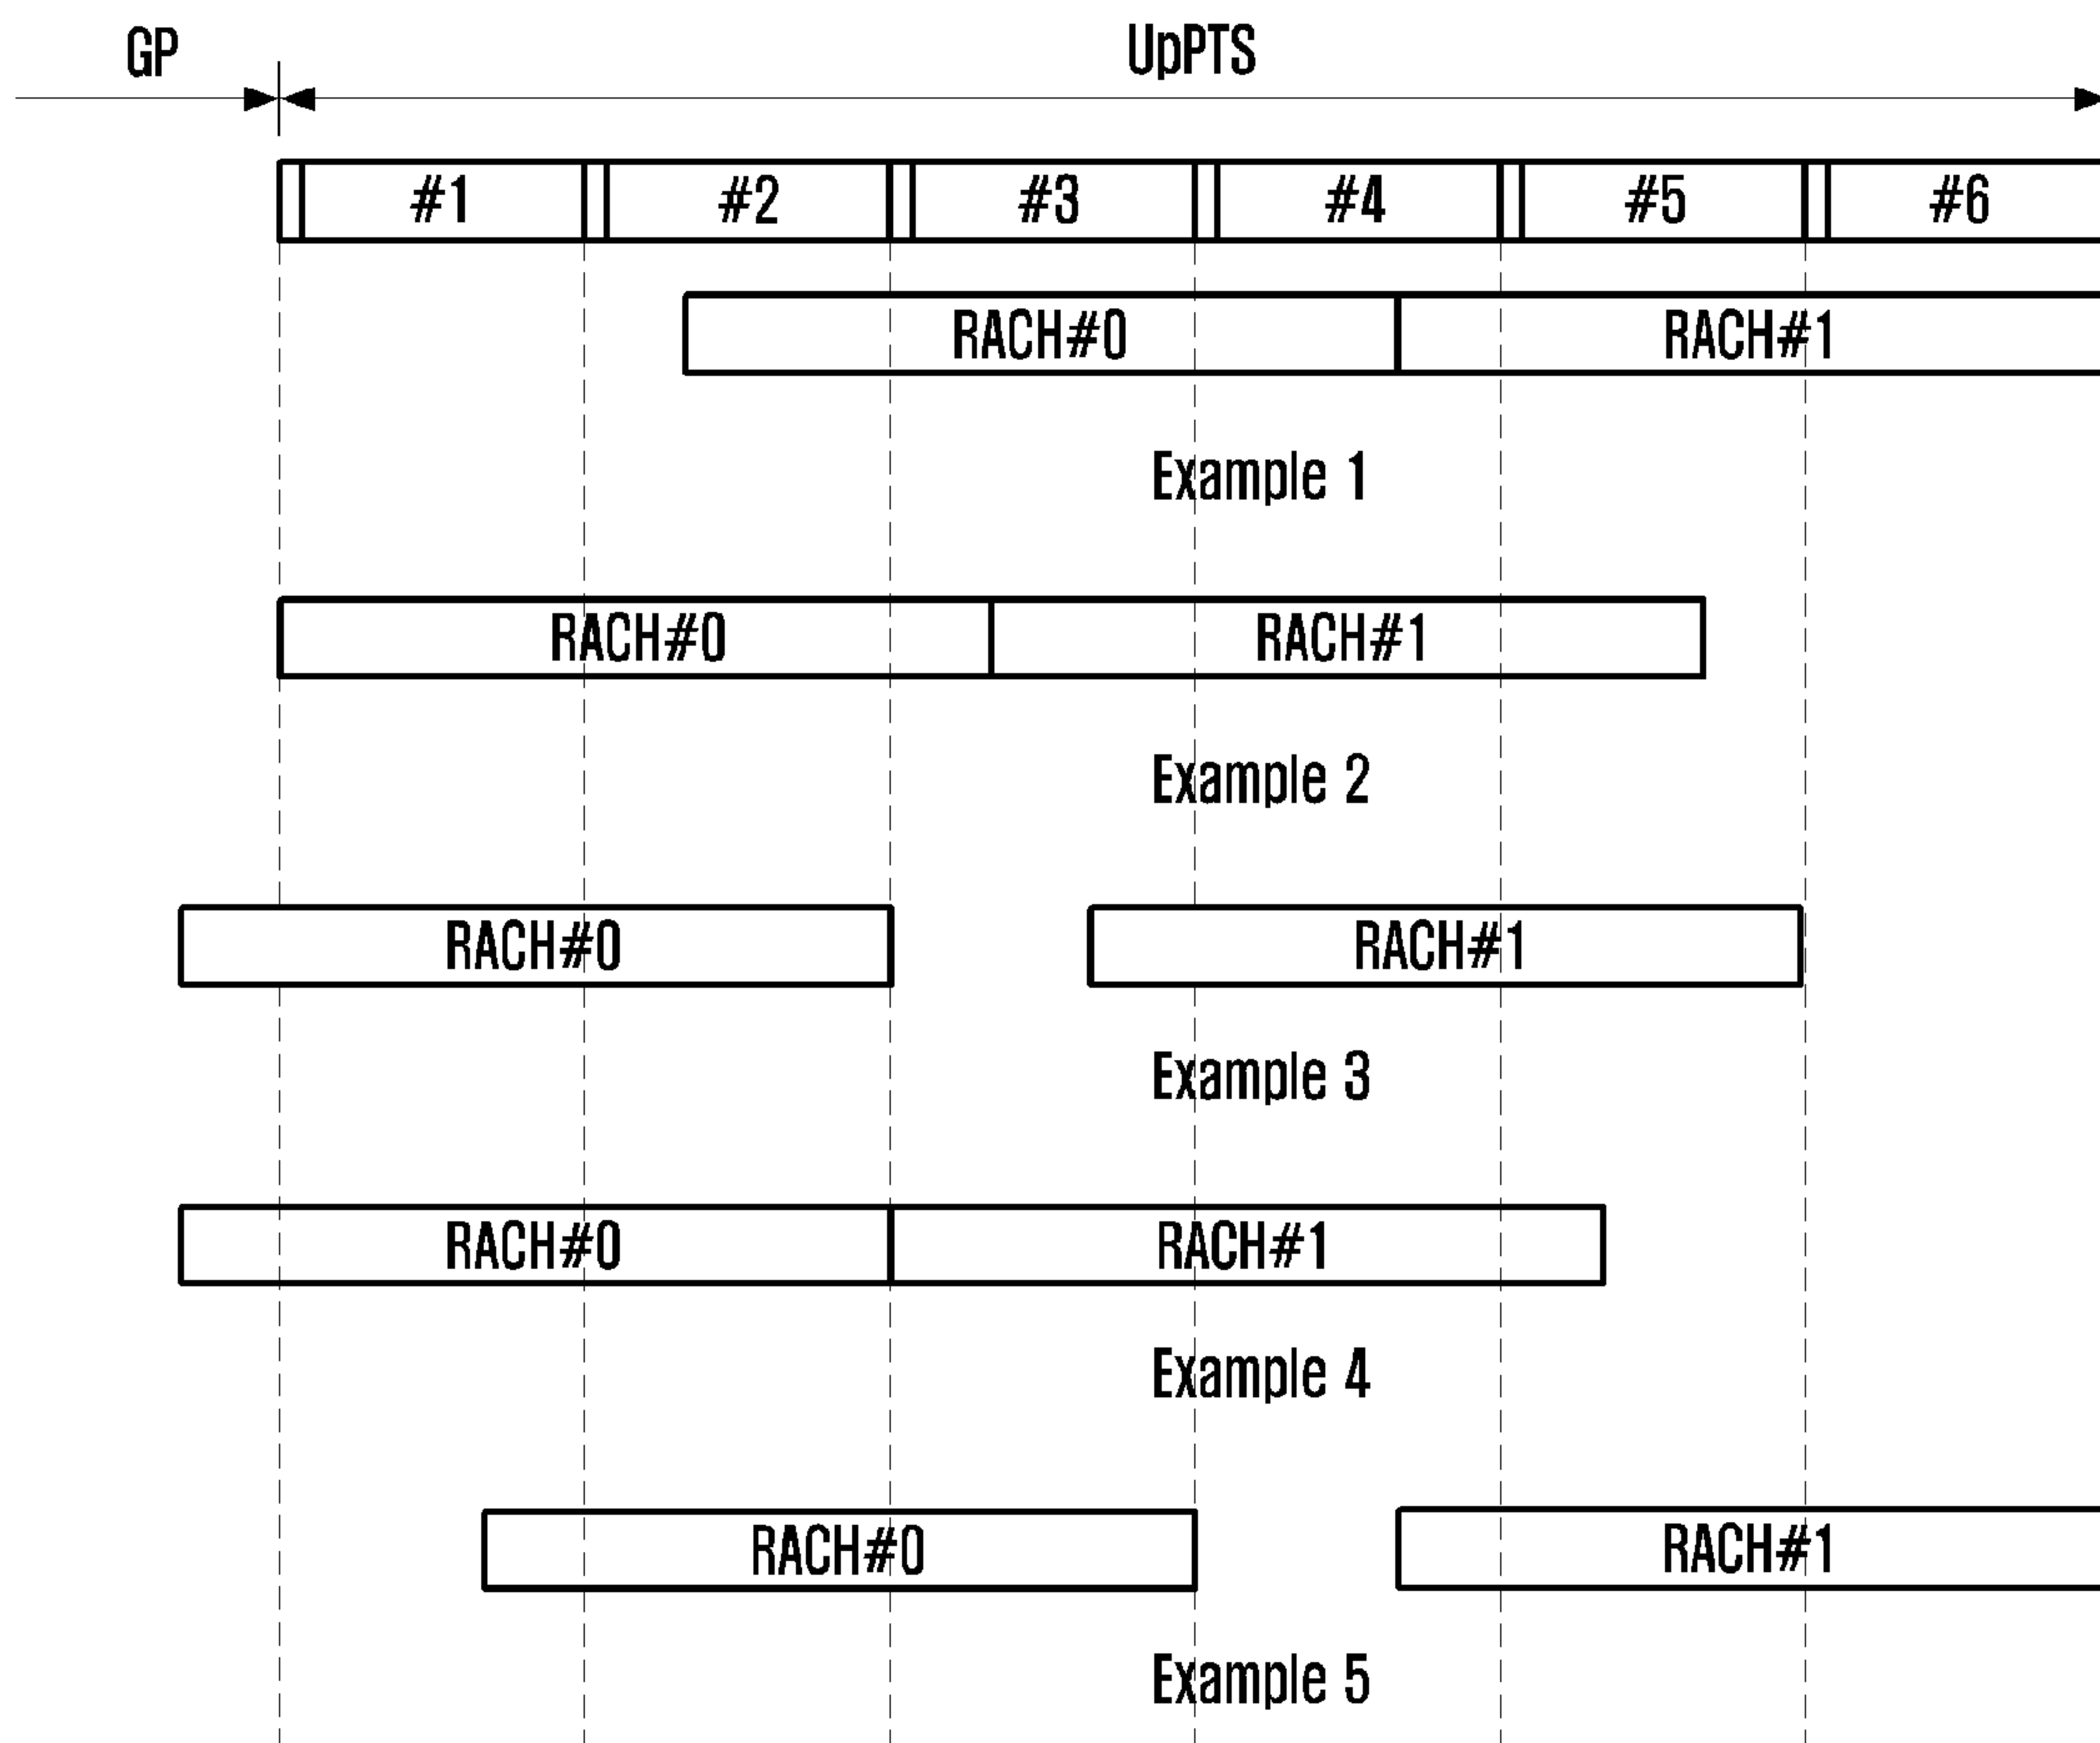 GP UpPTS
#1 #2 #3 #4 #5 #6
RACH#0 RACH#1
Example 1
RACH#0 RACH#1
Example 2
RACH#0 RACH#1
Example 3
RACH#0 RACH#1
Example 4
RACH#0 RACH#1
Example 5